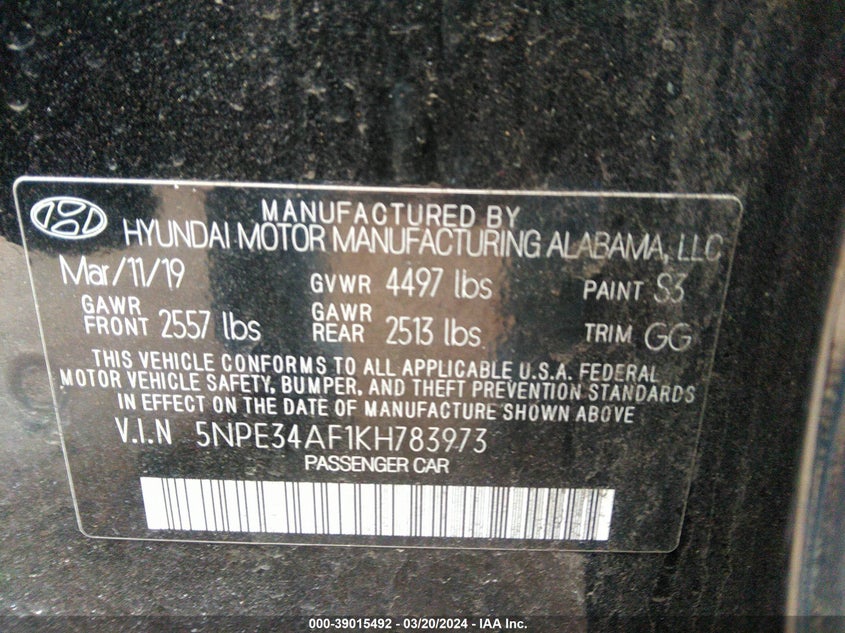 MANUFACTURED BY
HYUNDAI MOTOR MANUFACTURING ALABAMA, LLC
Mar/11/19 GVWR 4497 lbs PAINT S3
GAWR FRONT 2557 lbs GAWR REAR 2513 lbs TRIM GG
THIS VEHICLE CONFORMS TO ALL APPLICABLE U.S.A. FEDERAL
MOTOR VEHICLE SAFETY, BUMPER, AND THEFT PREVENTION STANDARDS
IN EFFECT ON THE DATE OF MANUFACTURE SHOWN ABOVE
V.I.N 5NPE34AF1KH783973
PASSENGER CAR
000-39015492 - 03/20/2024 - IAA Inc.